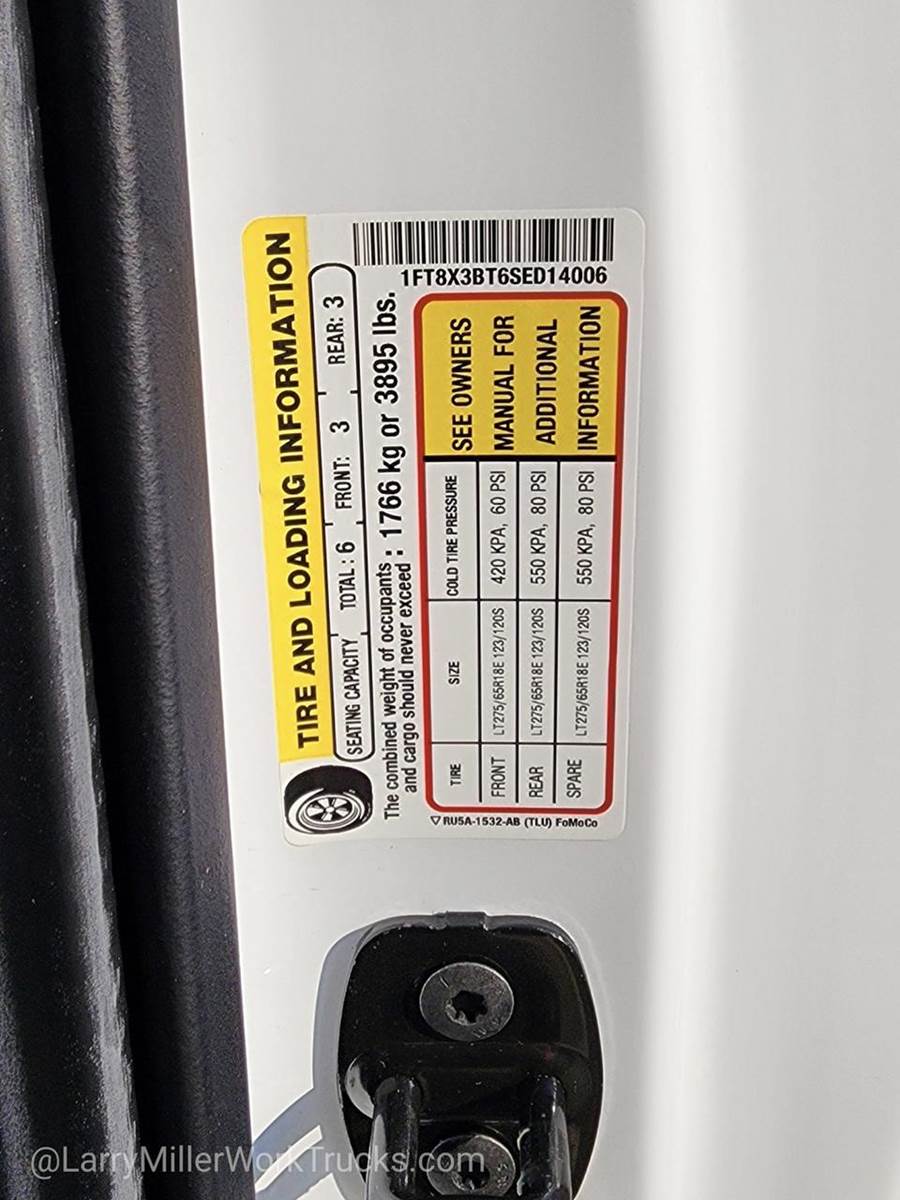 TIRE AND LOADING INFORMATION
SEATING CAPACITY TOTAL: 6 FRONT: 3 REAR: 3
The combined weight of occupants and cargo should never exceed : 1766 kg or 3895 lbs.
1FT8X3BT6SED14006
TIRE SIZE COLD TIRE PRESSURE
FRONT LT275/65R18E 123/120S 420 KPA, 60 PSI
REAR LT275/65R18E 123/120S 550 KPA, 80 PSI
SPARE LT275/65R18E 123/120S 550 KPA, 80 PSI
SEE OWNERS
MANUAL FOR
ADDITIONAL
INFORMATION
▽ RU5A-1532-AB (TLU) FoMoCo
@LarryMillerWorkTrucks.com